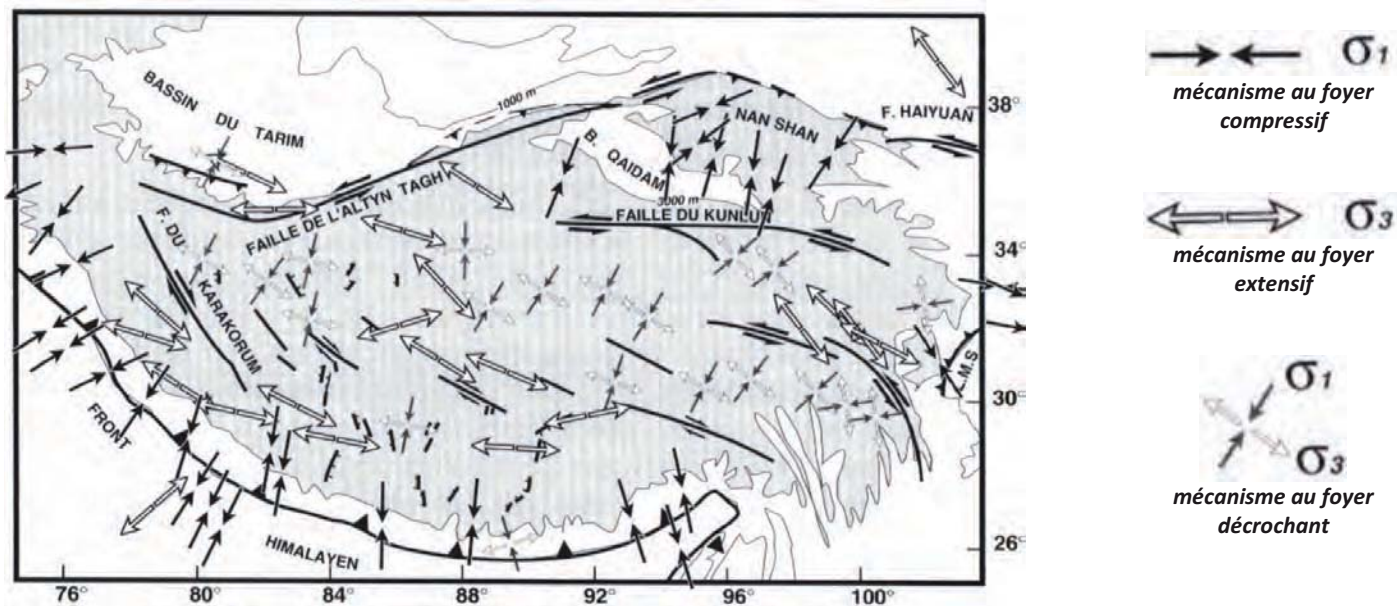 BASSIN
DU TARIM
1000 m
38°
F. HAIYUAN
NAN SHAN
B. QAIDAM
3000 m
FAILLE DE L'ALTYN TAGH
FAILLE DU KUNLUN
34°
F. DU
KARAKORUM
30°
M.S
FRONT
HIMALAYEN
26°
76°
80°
84°
88°
92°
96°
100°
σ1
mécanisme au foyer
compressif
σ3
mécanisme au foyer
extensif
σ1
σ3
mécanisme au foyer
décrochant